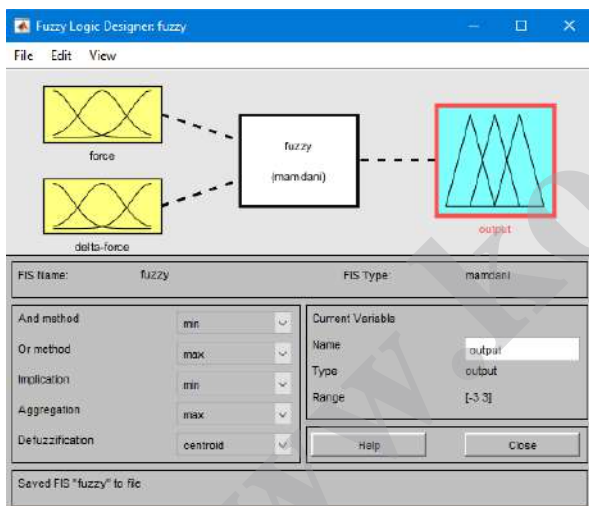 Fuzzy Logic Designer: fuzzy
File Edit View
force
delta-force
fuzzy
(mamdani)
output
FIS Name: fuzzy FIS Type: mamdani
And method min
Or method max
Implication min
Aggregation max
Defuzzification centroid
Current Variable
Name output
Type output
Range [-3 3]
Help Close
Saved FIS "fuzzy" to file